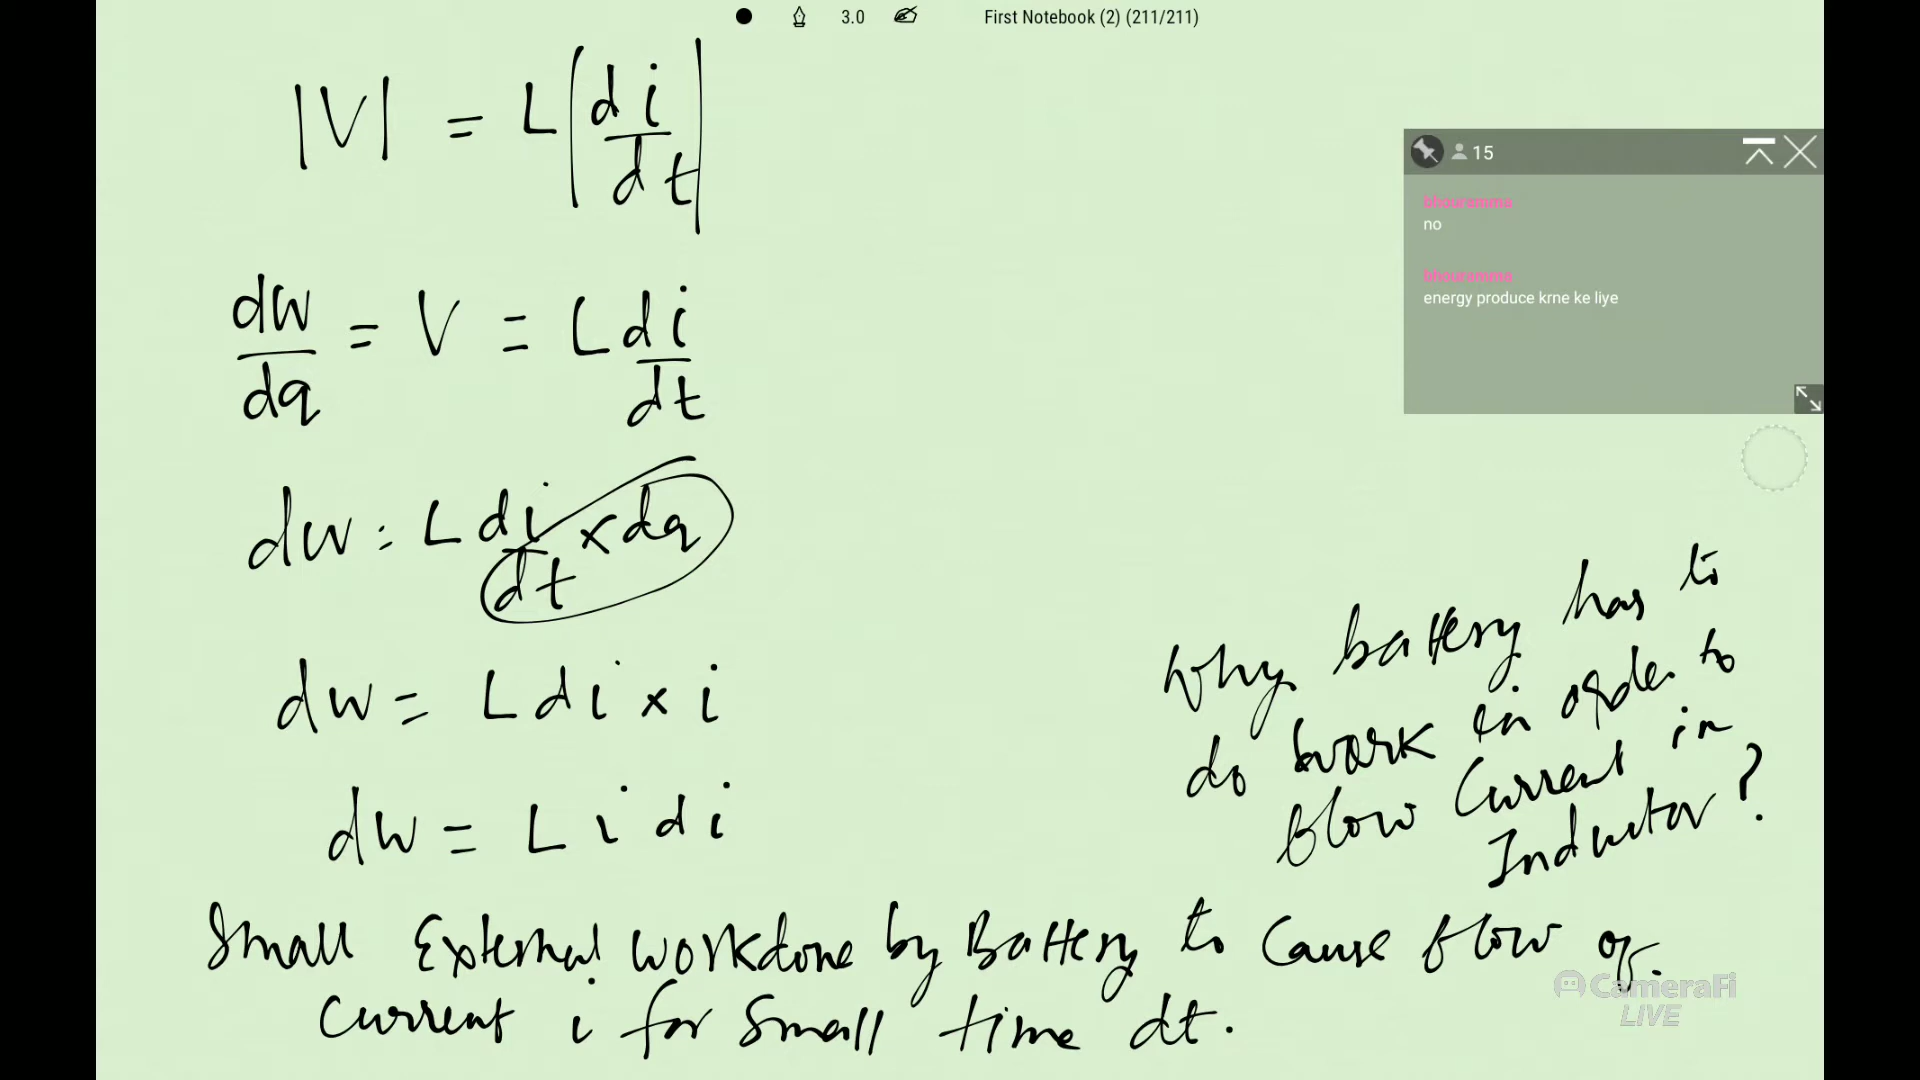 3.0 First Notebook (2) (211/211)
|V| = L|di/dt|
dw/dq = V = L di/dt
dw = L di/dt × dq
dw = L di × i
dw = L i di
Small External workdone by Battery to Cause flow of
Current i for Small time dt.
Why battery has to
do work in order to
flow Current in
Inductor?
15
bhouremma
no
bhouremma
energy produce krne ke liye
CameraFi
LIVE